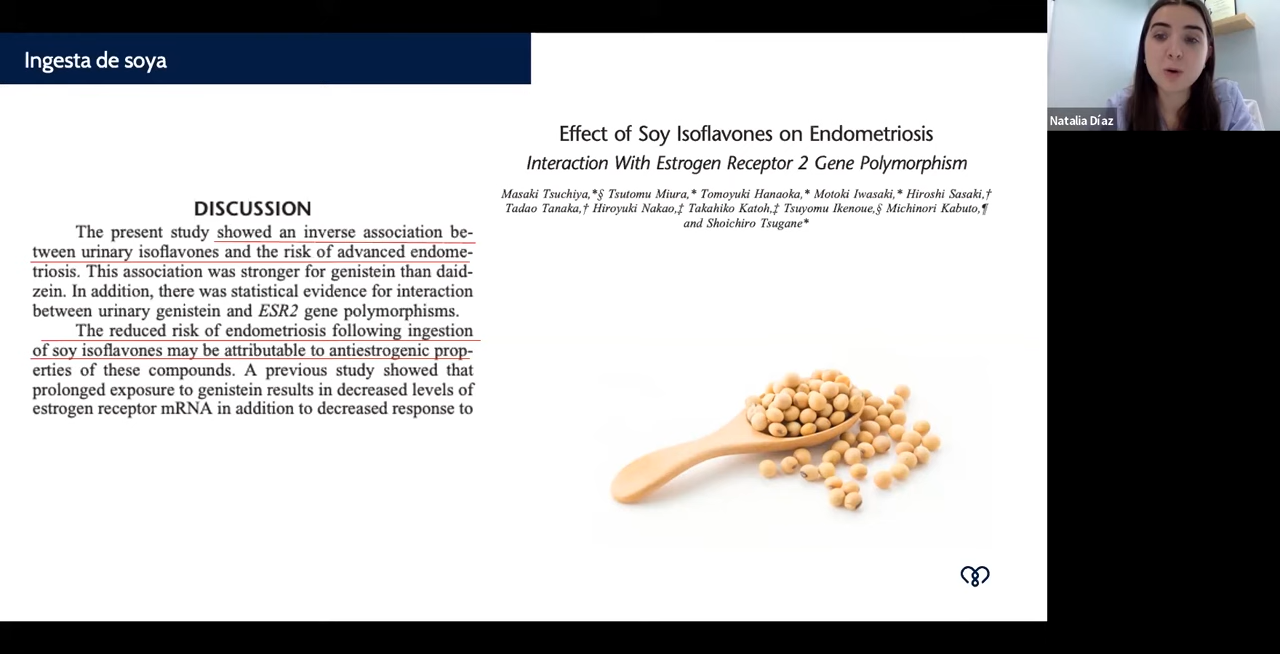 Ingesta de soya
Natalia Díaz
Effect of Soy Isoflavones on Endometriosis
Interaction With Estrogen Receptor 2 Gene Polymorphism
Masaki Tsuchiya,*§ Tsutomu Miura,* Tomoyuki Hanaoka,* Motoki Iwasaki,* Hiroshi Sasaki,†
Tadao Tanaka,† Hiroyuki Nakao,‡ Takahiko Katoh,‡ Tsuyomu Ikenoue,§ Michinori Kabuto,¶
and Shoichiro Tsugane*
DISCUSSION
The present study showed an inverse association be-
tween urinary isoflavones and the risk of advanced endome-
triosis. This association was stronger for genistein than daid-
zein. In addition, there was statistical evidence for interaction
between urinary genistein and ESR2 gene polymorphisms.
The reduced risk of endometriosis following ingestion
of soy isoflavones may be attributable to antiestrogenic prop-
erties of these compounds. A previous study showed that
prolonged exposure to genistein results in decreased levels of
estrogen receptor mRNA in addition to decreased response to